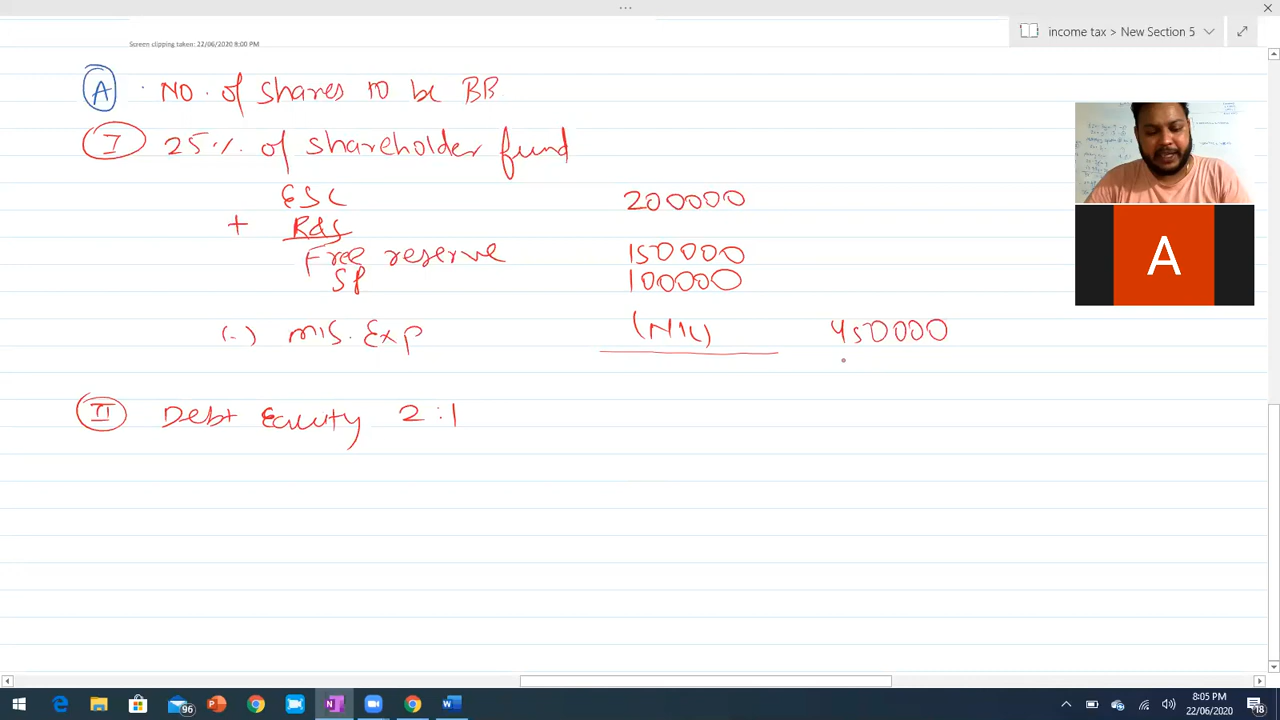 income tax > New Section 5
Screen clipping taken: 22/06/2020 8:00 PM
A No. of shares to be BB
I 25% of shareholder fund
ESC 200000
+ R&S
Free reserve 150000
SP 100000
(-) mis. Exp (Nil) 450000
II Debt Equity 2:1
A
96
8:05 PM
22/06/2020
18